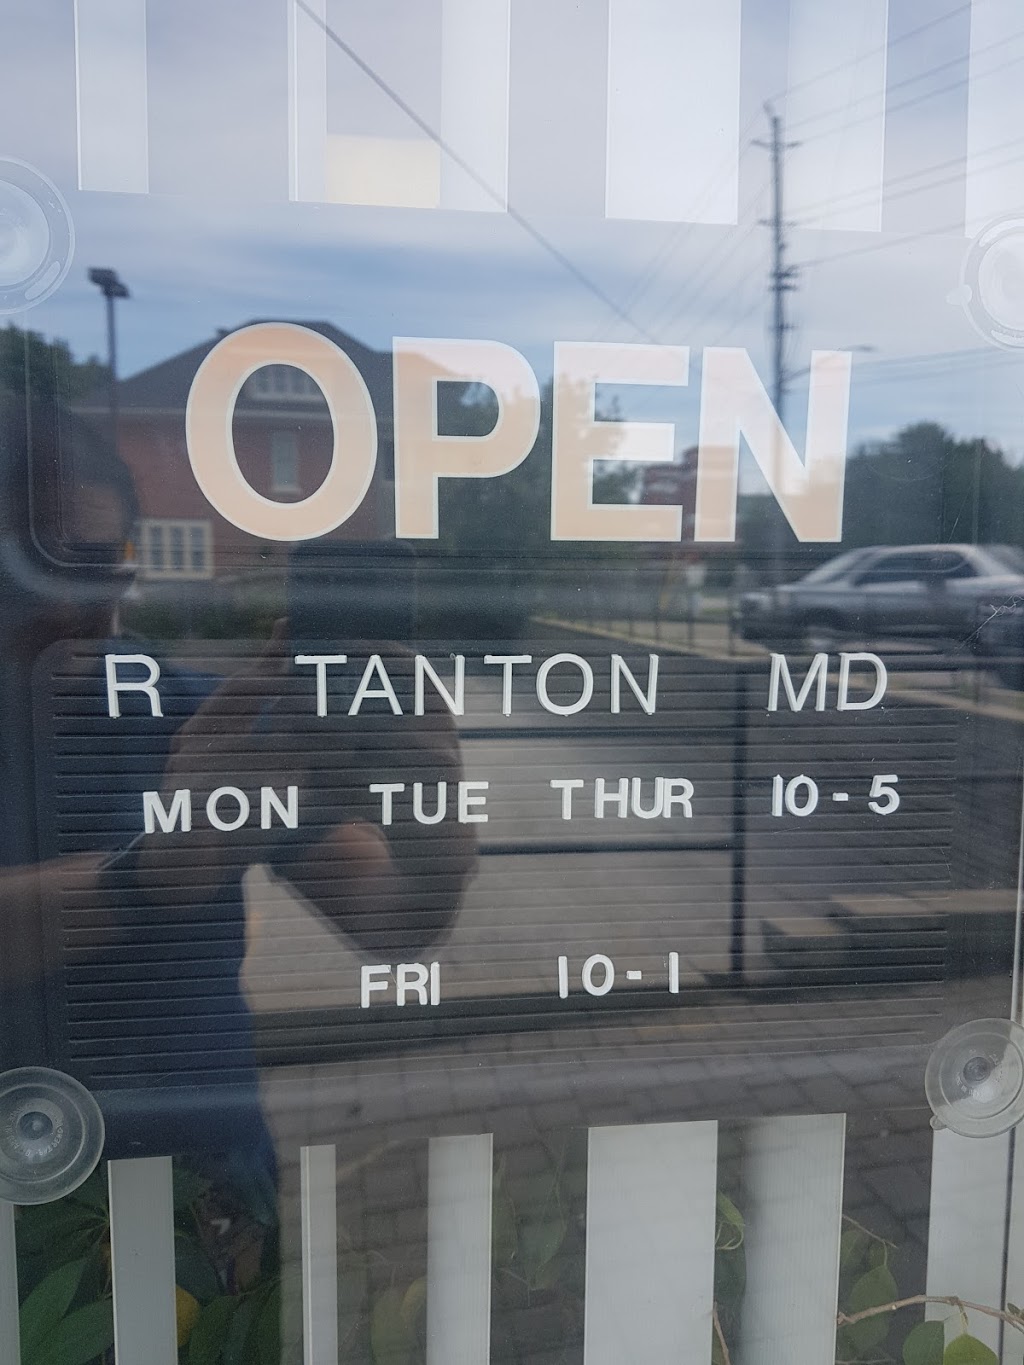 OPEN
R TANTON MD
MON TUE THUR 10-5
FRI 10-1